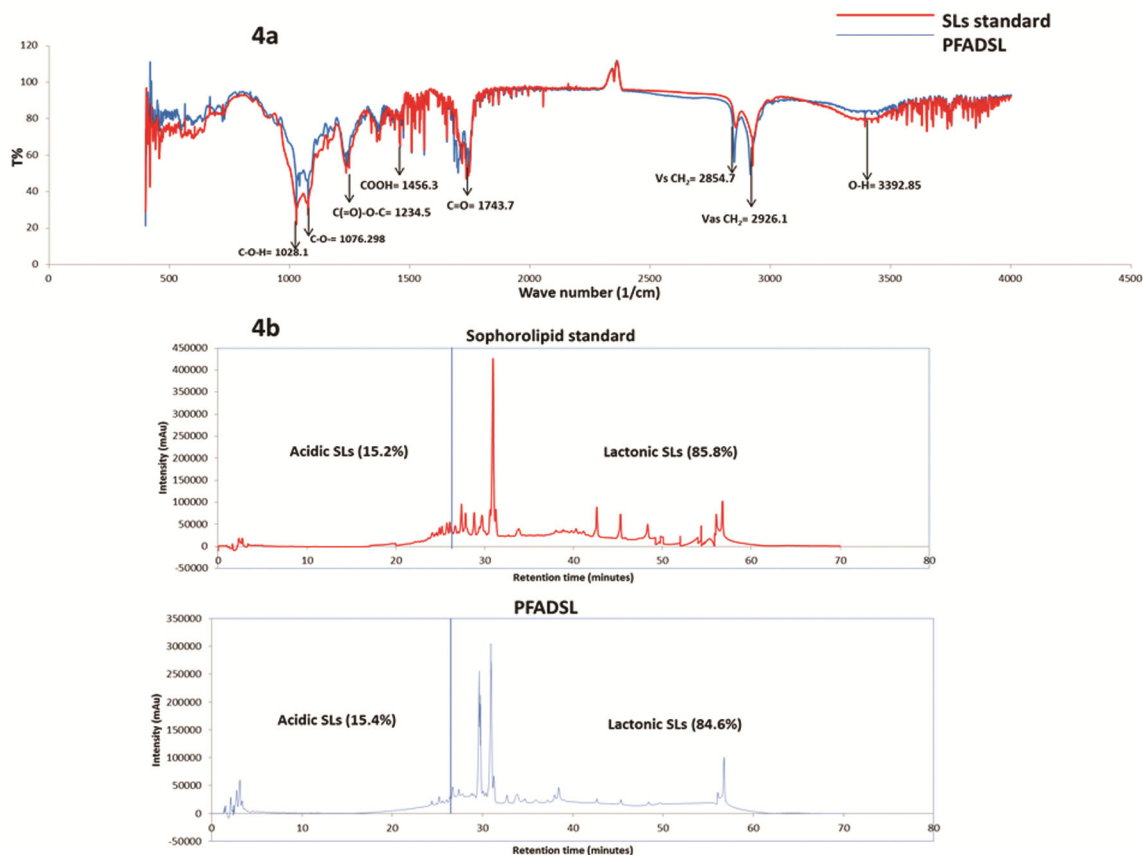 4a
SLs standard
PFADSL
120
100
80
60
40
20
0
T%
COOH= 1456.3
C(=O)-O-C= 1234.5
C=O= 1743.7
C-O-= 1076.298
C-O-H= 1028.1
Vs CH₂= 2854.7
Vas CH₂= 2926.1
O-H= 3392.85
0 500 1000 1500 2000 2500 3000 3500 4000 4500
Wave number (1/cm)
4b
Sophorolipid standard
450000
400000
350000
300000
250000
200000
150000
100000
50000
0
-50000
Intensity (mAu)
Acidic SLs (15.2%)
Lactonic SLs (85.8%)
0 10 20 30 40 50 60 70 80
Retention time (minutes)
PFADSL
350000
300000
250000
200000
150000
100000
50000
0
-50000
Intensity (mAu)
Acidic SLs (15.4%)
Lactonic SLs (84.6%)
0 10 20 30 40 50 60 70 80
Retention time (minutes)